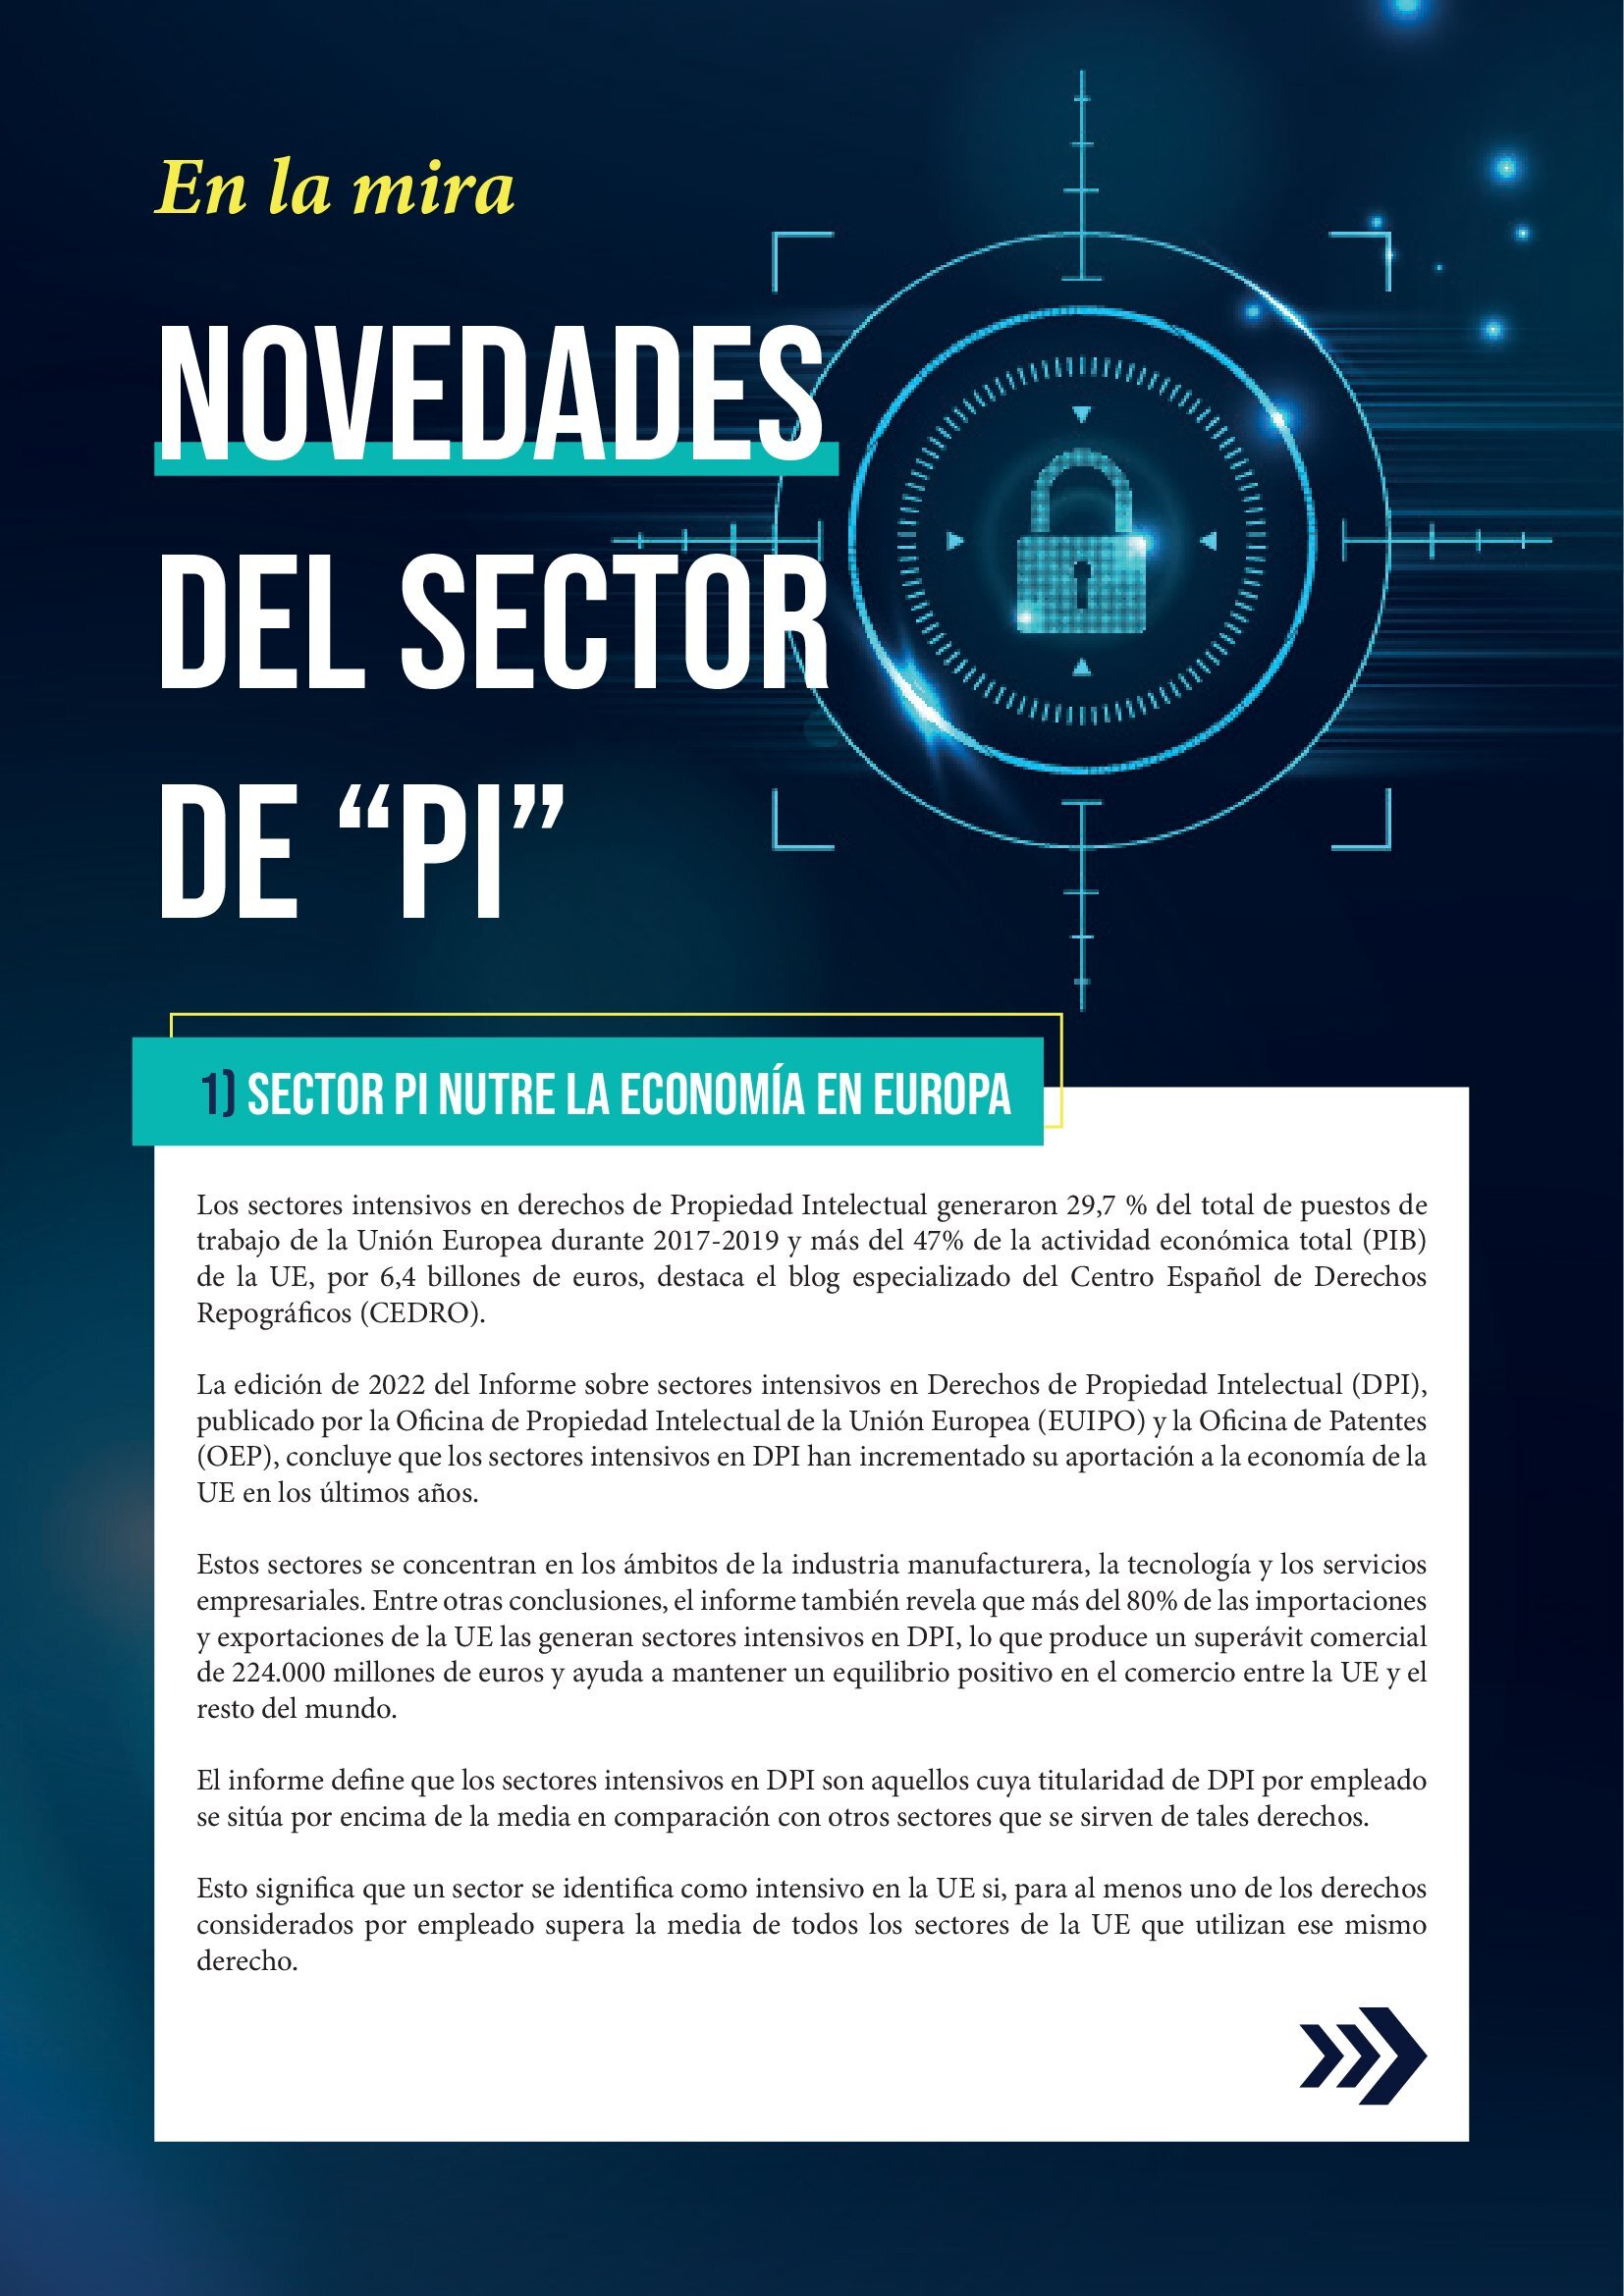 En la mira
NOVEDADES
DEL SECTOR
DE “PI”
1) SECTOR PI NUTRE LA ECONOMÍA EN EUROPA
Los sectores intensivos en derechos de Propiedad Intelectual generaron 29,7 % del total de puestos de
trabajo de la Unión Europea durante 2017-2019 y más del 47% de la actividad económica total (PIB)
de la UE, por 6,4 billones de euros, destaca el blog especializado del Centro Español de Derechos
Repográficos (CEDRO).
La edición de 2022 del Informe sobre sectores intensivos en Derechos de Propiedad Intelectual (DPI),
publicado por la Oficina de Propiedad Intelectual de la Unión Europea (EUIPO) y la Oficina de Patentes
(OEP), concluye que los sectores intensivos en DPI han incrementado su aportación a la economía de la
UE en los últimos años.
Estos sectores se concentran en los ámbitos de la industria manufacturera, la tecnología y los servicios
empresariales. Entre otras conclusiones, el informe también revela que más del 80% de las importaciones
y exportaciones de la UE las generan sectores intensivos en DPI, lo que produce un superávit comercial
de 224.000 millones de euros y ayuda a mantener un equilibrio positivo en el comercio entre la UE y el
resto del mundo.
El informe define que los sectores intensivos en DPI son aquellos cuya titularidad de DPI por empleado
se sitúa por encima de la media en comparación con otros sectores que se sirven de tales derechos.
Esto significa que un sector se identifica como intensivo en la UE si, para al menos uno de los derechos
considerados por empleado supera la media de todos los sectores de la UE que utilizan ese mismo
derecho.